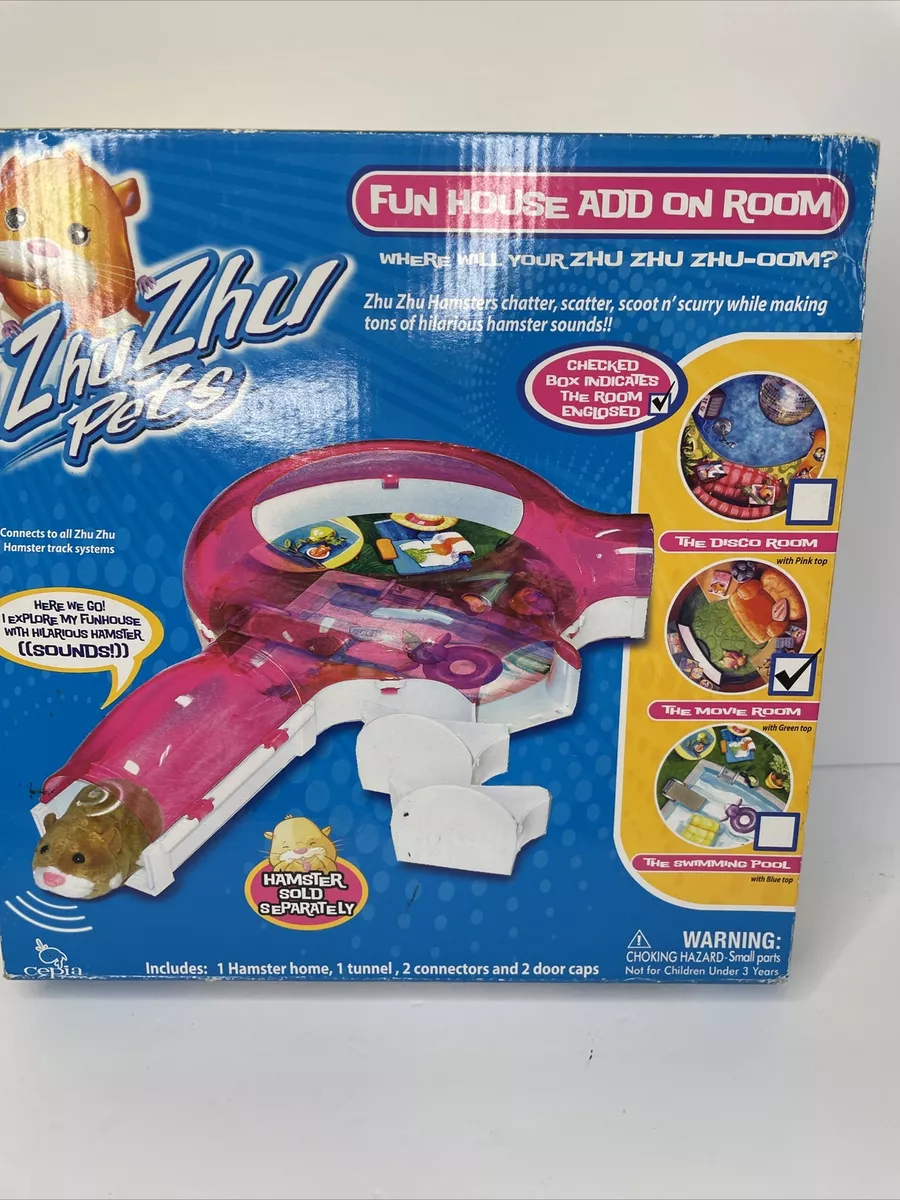 FUN HOUSE ADD ON ROOM
WHERE WILL YOUR ZHU ZHU ZHU-OOM?
Zhu Zhu Hamsters chatter, scatter, scoot n' scurry while making
tons of hilarious hamster sounds!!
Zhu Zhu
Pets
CHECKED
BOX INDICATES
THE ROOM
ENGLOSED
Connects to all Zhu Zhu
Hamster track systems
HERE WE GO!
I EXPLORE MY FUNHOUSE
WITH HILARIOUS HAMSTER
((SOUNDS!))
THE DISCO ROOM
with Pink top
THE MOVIE ROOM
with Green top
THE SWIMMING POOL
with Blue top
HAMSTER
SOLD
SEPARATELY
cepia
Includes: 1 Hamster home, 1 tunnel , 2 connectors and 2 door caps
WARNING:
CHOKING HAZARD-Small parts
Not for Children Under 3 Years